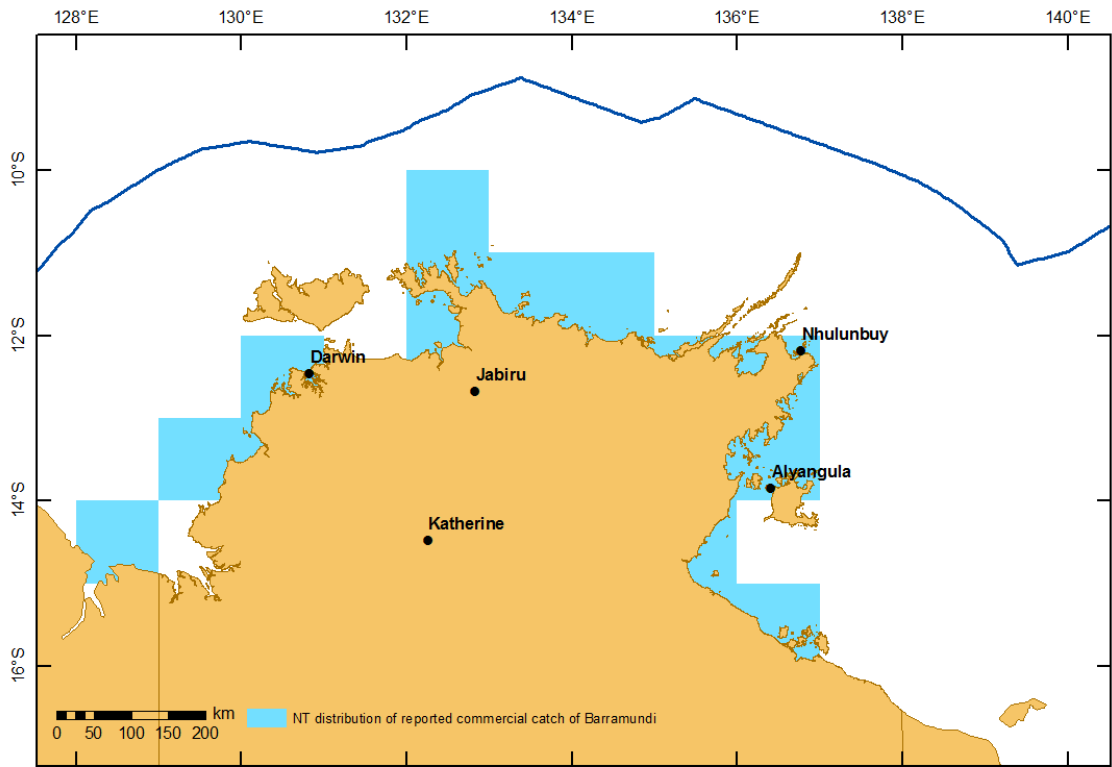 128°E 130°E 132°E 134°E 136°E 138°E 140°E
10°S
12°S
14°S
16°S
Nhulunbuy
Darwin
Jabiru
Alyangula
Katherine
km
0 50 100 150 200
NT distribution of reported commercial catch of Barramundi